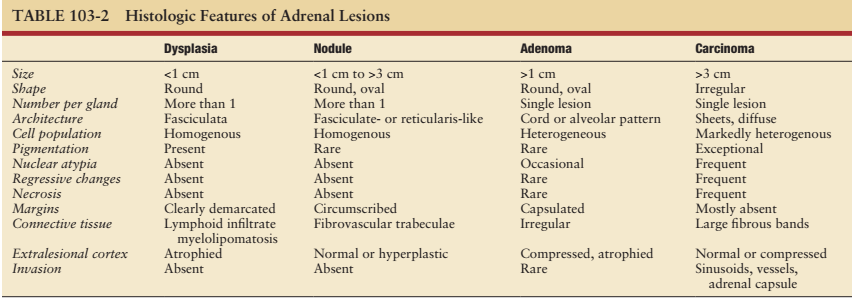 TABLE 103-2 Histologic Features of Adrenal Lesions
Dysplasia Nodule Adenoma Carcinoma
Size <1 cm <1 cm to >3 cm >1 cm >3 cm
Shape Round Round, oval Round, oval Irregular
Number per gland More than 1 More than 1 Single lesion Single lesion
Architecture Fasciculata Fasciculate- or reticularis-like Cord or alveolar pattern Sheets, diffuse
Cell population Homogenous Homogenous Heterogeneous Markedly heterogenous
Pigmentation Present Rare Rare Exceptional
Nuclear atypia Absent Absent Occasional Frequent
Regressive changes Absent Absent Rare Frequent
Necrosis Absent Absent Rare Frequent
Margins Clearly demarcated Circumscribed Capsulated Mostly absent
Connective tissue Lymphoid infiltrate Fibrovascular trabeculae Irregular Large fibrous bands
myelolipomatosis
Extralesional cortex Atrophied Normal or hyperplastic Compressed, atrophied Normal or compressed
Invasion Absent Absent Rare Sinusoids, vessels,
adrenal capsule